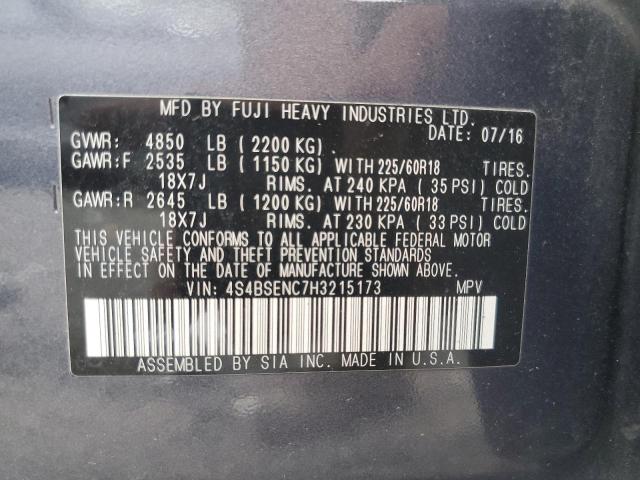 MFD BY FUJI HEAVY INDUSTRIES LTD.
DATE: 07/16
GVWR: 4850 LB (2200 KG)
GAWR:F 2535 LB (1150 KG) WITH 225/60R18 TIRES.
18X7J RIMS. AT 240 KPA (35 PSI) COLD
GAWR:R 2645 LB (1200 KG) WITH 225/60R18 TIRES.
18X7J RIMS. AT 230 KPA (33 PSI) COLD
THIS VEHICLE CONFORMS TO ALL APPLICABLE FEDERAL MOTOR
VEHICLE SAFETY AND THEFT PREVENTION STANDARDS
IN EFFECT ON THE DATE OF MANUFACTURE SHOWN ABOVE.
VIN: 4S4BSENC7H3215173 MPV
ASSEMBLED BY SIA INC. MADE IN U.S.A.